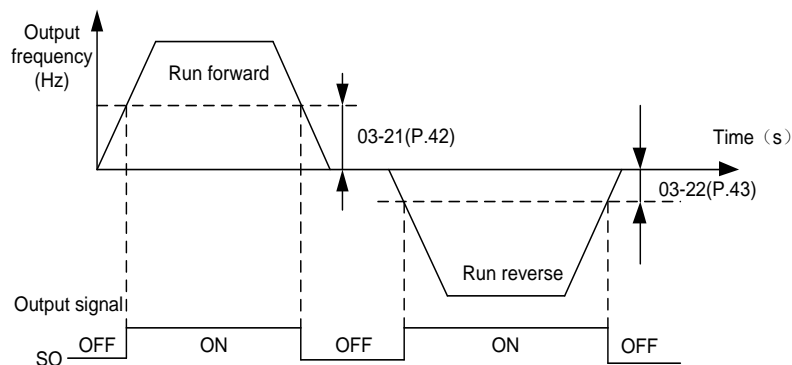 Output
frequency
(Hz)
Run forward
03-21(P.42)
Time（s）
03-22(P.43)
Run reverse
Output signal
SO OFF ON OFF ON OFF